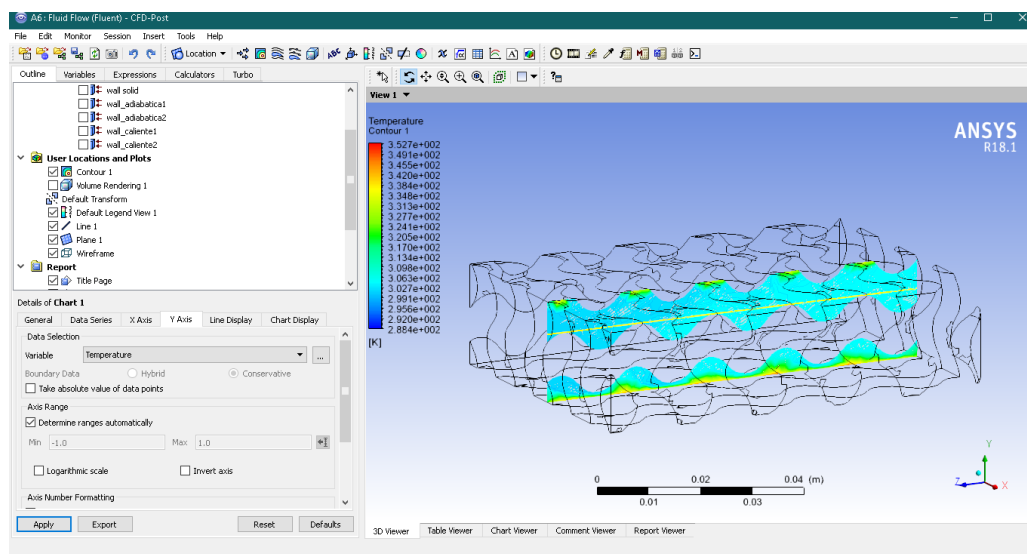 A6 : Fluid Flow (Fluent) - CFD-Post
File Edit Monitor Session Insert Tools Help
Location
Outline Variables Expressions Calculators Turbo
wall solid
wall_adiabatica1
wall_adiabatica2
wall_caliente1
wall_caliente2
User Locations and Plots
Contour 1
Volume Rendering 1
Default Transform
Default Legend View 1
Line 1
Plane 1
Wireframe
Report
Title Page
Details of Chart 1
General Data Series X Axis Y Axis Line Display Chart Display
Data Selection
Variable Temperature ...
Boundary Data Hybrid Conservative
Take absolute value of data points
Axis Range
Determine ranges automatically
Min -1.0 Max 1.0
Logarithmic scale Invert axis
Axis Number Formatting
Apply Export Reset Defaults
View 1
Temperature
Contour 1
3.527e+002
3.491e+002
3.455e+002
3.420e+002
3.384e+002
3.348e+002
3.313e+002
3.277e+002
3.241e+002
3.205e+002
3.170e+002
3.134e+002
3.098e+002
3.063e+002
3.027e+002
2.991e+002
2.956e+002
2.920e+002
2.884e+002
[K]
ANSYS
R18.1
0 0.02 0.04 (m)
0.01 0.03
Y
Z X
3D Viewer Table Viewer Chart Viewer Comment Viewer Report Viewer